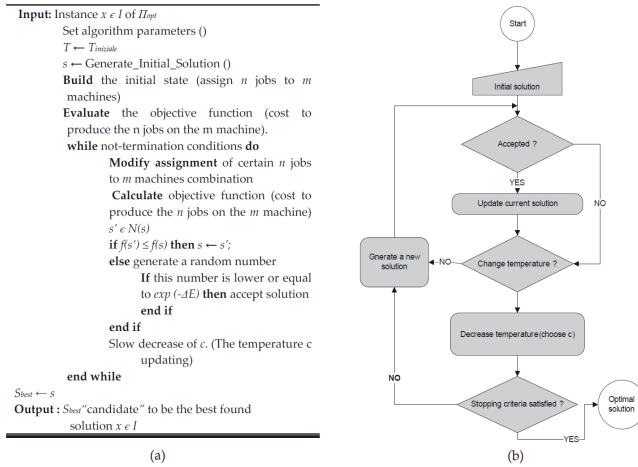 Input: Instance x ϵ I of Πopt
Set algorithm parameters ()
T ← Tiniziale
s ← Generate_Initial_Solution ()
Build the initial state (assign n jobs to m
machines)
Evaluate the objective function (cost to
produce the n jobs on the m machine).
while not-termination conditions do
Modify assignment of certain n jobs
to m machines combination
Calculate objective function (cost to
produce the n jobs on the m machine)
s' ϵ N(s)
if f(s') ≤ f(s) then s ← s';
else generate a random number
If this number is lower or equal
to exp (-ΔE) then accept solution
end if
end if
Slow decrease of c. (The temperature c
updating)
end while
Sbest ← s
Output : Sbest "candidate" to be the best found
solution x ϵ I
(a)
Start
Initial solution
Accepted ?
YES
NO
Update current solution
Gnerate a new
solution
NO
Change temperature ?
Decrease temperature(choose c)
NO
Stopping criteria satisfied ?
YES
Optimal
solution
(b)